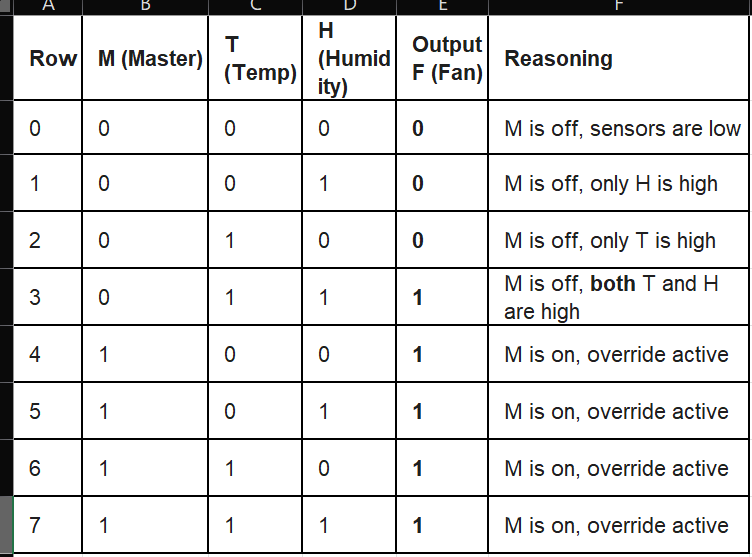 A B C D E F
Row M (Master) T (Temp) H (Humid ity) Output F (Fan) Reasoning
0 0 0 0 0 M is off, sensors are low
1 0 0 1 0 M is off, only H is high
2 0 1 0 0 M is off, only T is high
3 0 1 1 1 M is off, both T and H are high
4 1 0 0 1 M is on, override active
5 1 0 1 1 M is on, override active
6 1 1 0 1 M is on, override active
7 1 1 1 1 M is on, override active